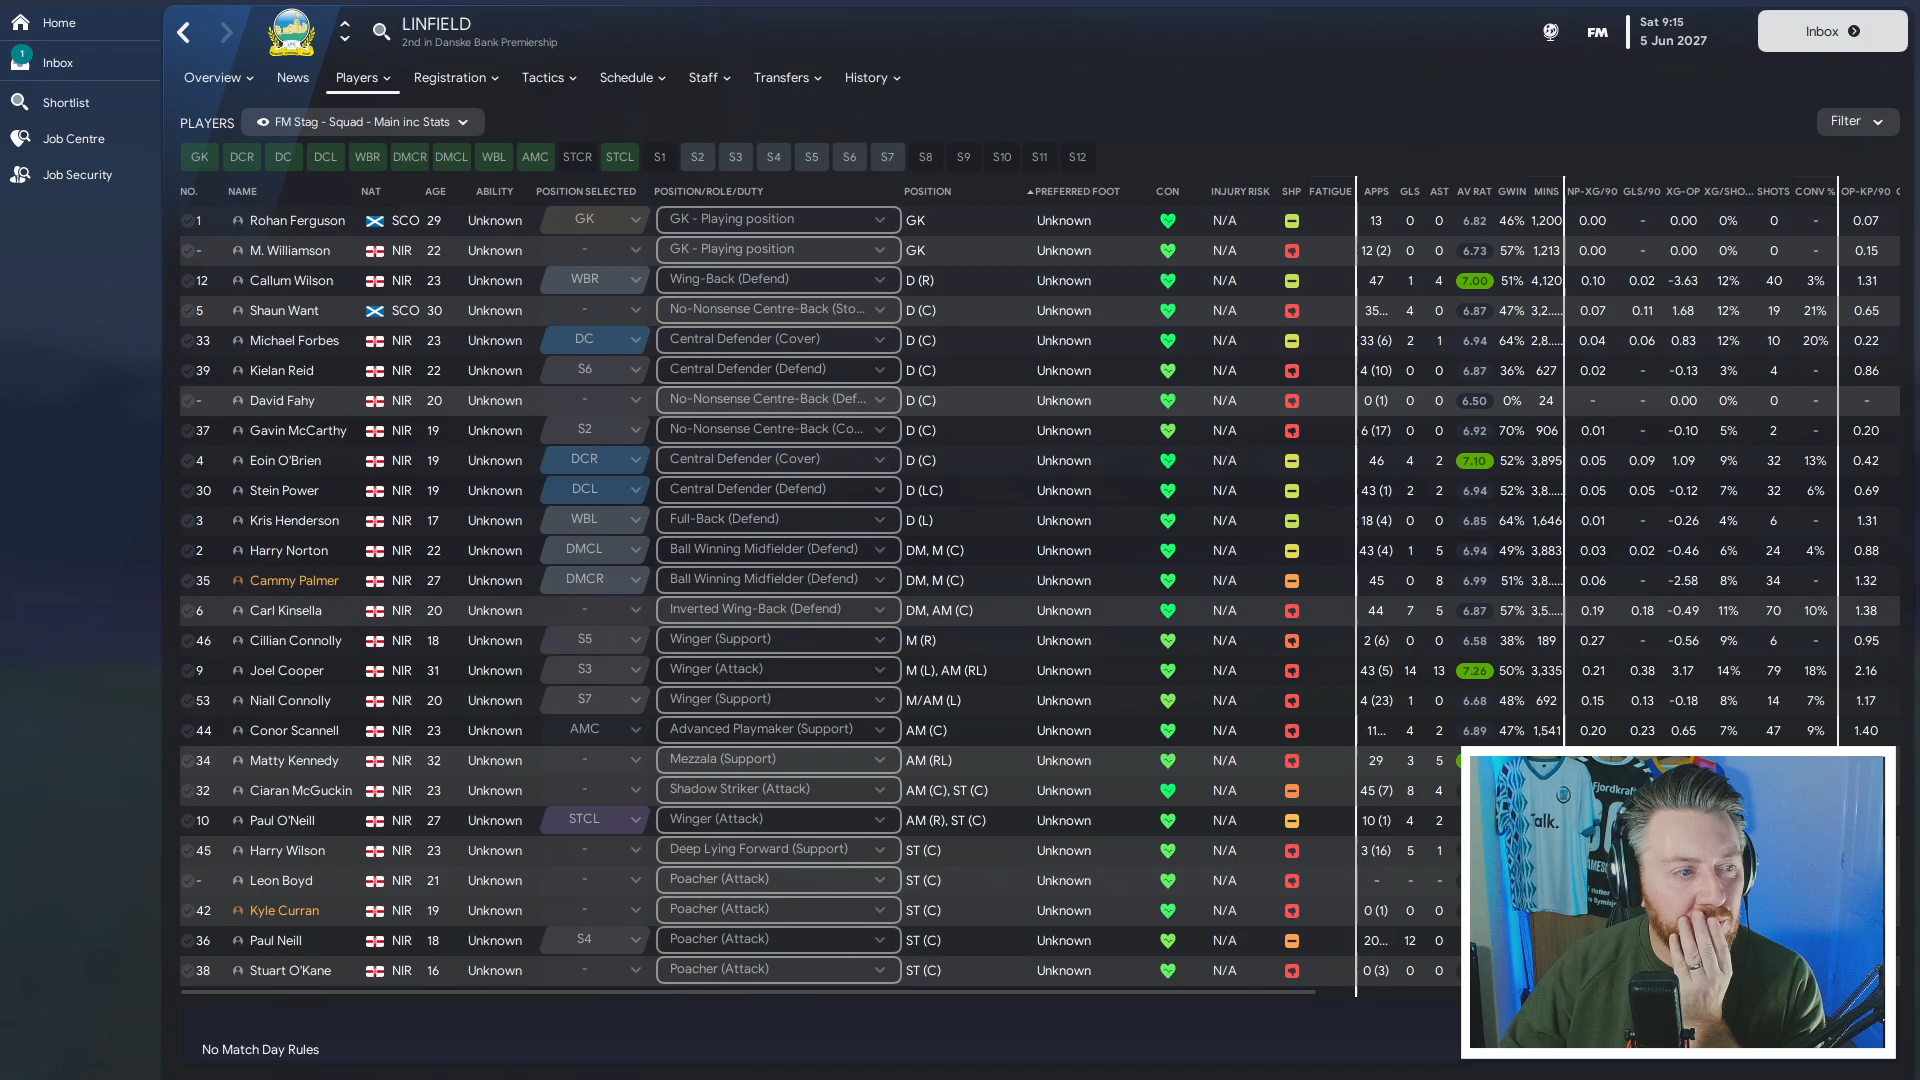 Home
1
Inbox
Shortlist
Job Centre
Job Security
LINFIELD
2nd in Danske Bank Premiership
FM
Sat 9:15
5 Jun 2027
Inbox
Overview News Players Registration Tactics Schedule Staff Transfers History
PLAYERS FM Stag - Squad - Main inc Stats Filter
GK DCR DC DCL WBR DMCR DMCL WBL AMC STCR STCL S1 S2 S3 S4 S5 S6 S7 S8 S9 S10 S11 S12
NO. NAME NAT AGE ABILITY POSITION SELECTED POSITION/ROLE/DUTY POSITION PREFERRED FOOT CON INJURY RISK SHP FATIGUE APPS GLS AST AV RAT GWIN MINS NP-XG/90 GLS/90 XG-OP XG/SHO... SHOTS CONV % OP-KP/90
1 Rohan Ferguson SCO 29 Unknown GK GK - Playing position GK Unknown N/A 13 0 0 6.82 46% 1,200 0.00 - 0.00 0% 0 - 0.07
- M. Williamson NIR 22 Unknown - GK - Playing position GK Unknown N/A 12 (2) 0 0 6.73 57% 1,213 0.00 - 0.00 0% 0 - 0.15
12 Callum Wilson NIR 23 Unknown WBR Wing-Back (Defend) D (R) Unknown N/A 47 1 4 7.00 51% 4,120 0.10 0.02 -3.63 12% 40 3% 1.31
5 Shaun Want SCO 30 Unknown - No-Nonsense Centre-Back (Sto... D (C) Unknown N/A 35... 4 0 6.87 47% 3,2..... 0.07 0.11 1.68 12% 19 21% 0.65
33 Michael Forbes NIR 23 Unknown DC Central Defender (Cover) D (C) Unknown N/A 33 (6) 2 1 6.94 64% 2,8..... 0.04 0.06 0.83 12% 10 20% 0.22
39 Kielan Reid NIR 22 Unknown S6 Central Defender (Defend) D (C) Unknown N/A 4 (10) 0 0 6.87 36% 627 0.02 - -0.13 3% 4 - 0.86
- David Fahy NIR 20 Unknown - No-Nonsense Centre-Back (Def... D (C) Unknown N/A 0 (1) 0 0 6.50 0% 24 - - 0.00 0% 0 - -
37 Gavin McCarthy NIR 19 Unknown S2 No-Nonsense Centre-Back (Co... D (C) Unknown N/A 6 (17) 0 0 6.92 70% 906 0.01 - -0.10 5% 2 - 0.20
4 Eoin O'Brien NIR 19 Unknown DCR Central Defender (Cover) D (C) Unknown N/A 46 4 2 7.10 52% 3,895 0.05 0.09 1.09 9% 32 13% 0.42
30 Stein Power NIR 19 Unknown DCL Central Defender (Defend) D (LC) Unknown N/A 43 (1) 2 2 6.94 52% 3,8..... 0.05 0.05 -0.12 7% 32 6% 0.69
3 Kris Henderson NIR 17 Unknown WBL Full-Back (Defend) D (L) Unknown N/A 18 (4) 0 0 6.85 64% 1,646 0.01 - -0.26 4% 6 - 1.31
2 Harry Norton NIR 22 Unknown DMCL Ball Winning Midfielder (Defend) DM, M (C) Unknown N/A 43 (4) 1 5 6.94 49% 3,883 0.03 0.02 -0.46 6% 24 4% 0.88
35 Cammy Palmer NIR 27 Unknown DMCR Ball Winning Midfielder (Defend) DM, M (C) Unknown N/A 45 0 8 6.99 51% 3,8..... 0.06 - -2.58 8% 34 - 1.32
6 Carl Kinsella NIR 20 Unknown - Inverted Wing-Back (Defend) DM, AM (C) Unknown N/A 44 7 5 6.87 57% 3,5..... 0.19 0.18 -0.49 11% 70 10% 1.38
46 Cillian Connolly NIR 18 Unknown S5 Winger (Support) M (R) Unknown N/A 2 (6) 0 0 6.58 38% 189 0.27 - -0.56 9% 6 - 0.95
9 Joel Cooper NIR 31 Unknown S3 Winger (Attack) M (L), AM (RL) Unknown N/A 43 (5) 14 13 7.26 50% 3,335 0.21 0.38 3.17 14% 79 18% 2.16
53 Niall Connolly NIR 20 Unknown S7 Winger (Support) M/AM (L) Unknown N/A 4 (23) 1 0 6.68 48% 692 0.15 0.13 -0.18 8% 14 7% 1.17
44 Conor Scannell NIR 23 Unknown AMC Advanced Playmaker (Support) AM (C) Unknown N/A 11... 4 2 6.89 47% 1,541 0.20 0.23 0.65 7% 47 9% 1.40
34 Matty Kennedy NIR 32 Unknown - Mezzala (Support) AM (RL) Unknown N/A 29 3 5
32 Ciaran McGuckin NIR 23 Unknown - Shadow Striker (Attack) AM (C), ST (C) Unknown N/A 45 (7) 8 4
10 Paul O'Neill NIR 27 Unknown STCL Winger (Attack) AM (R), ST (C) Unknown N/A 10 (1) 4 2
45 Harry Wilson NIR 23 Unknown - Deep Lying Forward (Support) ST (C) Unknown N/A 3 (16) 5 1
- Leon Boyd NIR 21 Unknown - Poacher (Attack) ST (C) Unknown N/A - - -
42 Kyle Curran NIR 19 Unknown - Poacher (Attack) ST (C) Unknown N/A 0 (1) 0 0
36 Paul Neill NIR 18 Unknown S4 Poacher (Attack) ST (C) Unknown N/A 20... 12 0
38 Stuart O'Kane NIR 16 Unknown - Poacher (Attack) ST (C) Unknown N/A 0 (3) 0 0
Fjordkraft
Talk.
No Match Day Rules